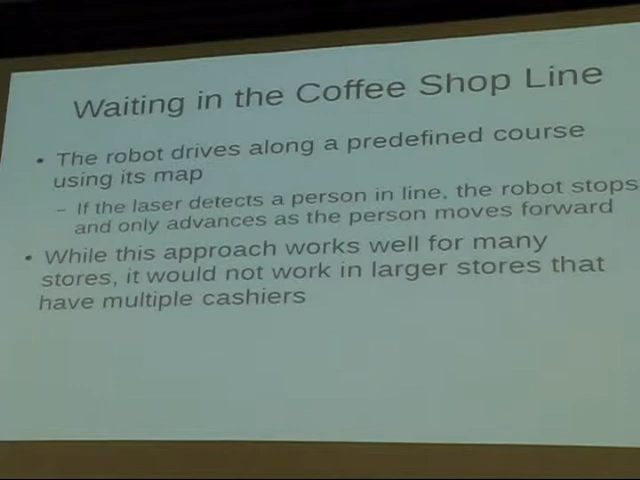 Waiting in the Coffee Shop Line
• The robot drives along a predefined course
using its map
– If the laser detects a person in line, the robot stops
and only advances as the person moves forward
• While this approach works well for many
stores, it would not work in larger stores that
have multiple cashiers